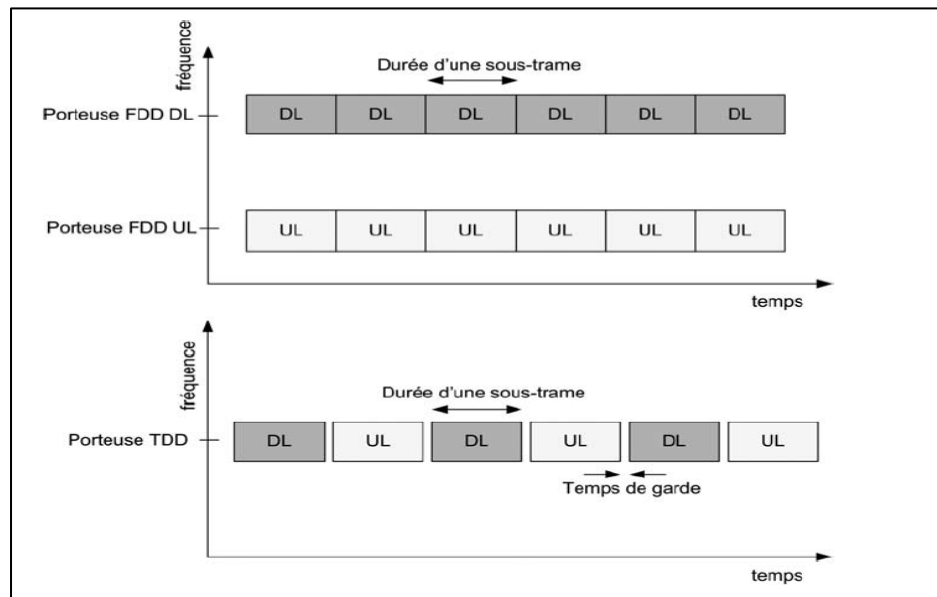 fréquence
Durée d'une sous-trame
Porteuse FDD DL
DL DL DL DL DL DL
Porteuse FDD UL
UL UL UL UL UL UL
temps
fréquence
Durée d'une sous-trame
Porteuse TDD
DL UL DL UL DL UL
Temps de garde
temps